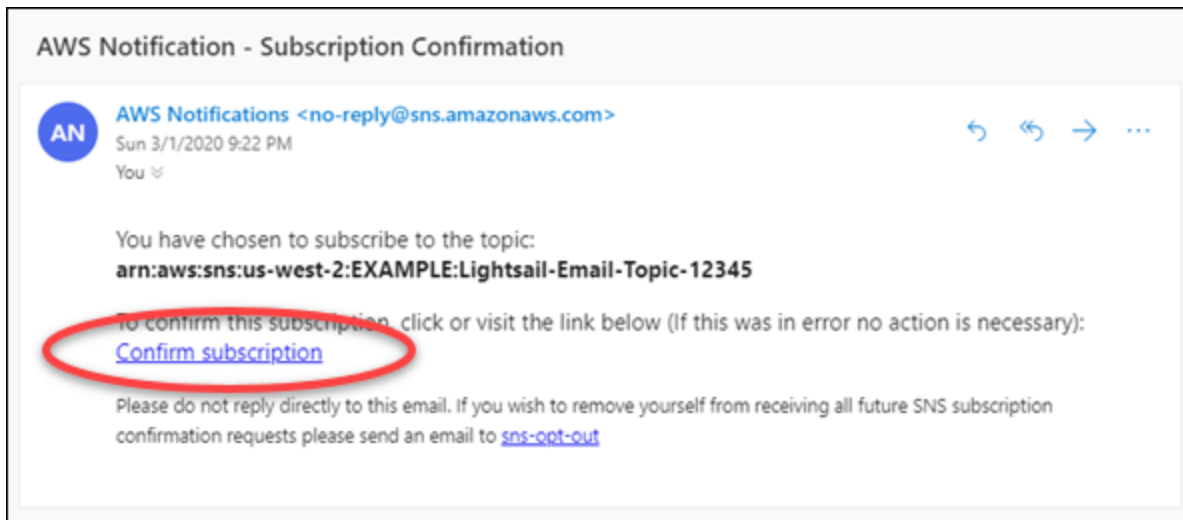 AWS Notification - Subscription Confirmation
AN
AWS Notifications <no-reply@sns.amazonaws.com>
Sun 3/1/2020 9:22 PM
You
You have chosen to subscribe to the topic:
arn:aws:sns:us-west-2:EXAMPLE:Lightsail-Email-Topic-12345
To confirm this subscription, click or visit the link below (If this was in error no action is necessary):
Confirm subscription
Please do not reply directly to this email. If you wish to remove yourself from receiving all future SNS subscription
confirmation requests please send an email to sns-opt-out